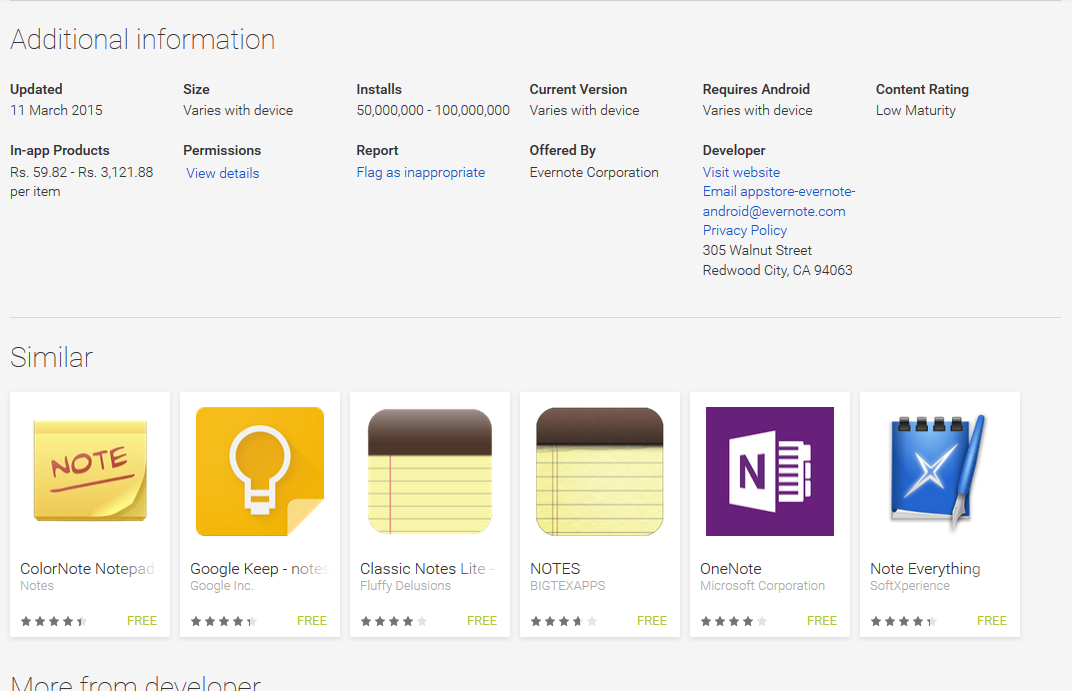 Additional information
Updated
11 March 2015
Size
Varies with device
Installs
50,000,000 - 100,000,000
Current Version
Varies with device
Requires Android
Varies with device
Content Rating
Low Maturity
In-app Products
Rs. 59.82 - Rs. 3,121.88
per item
Permissions
View details
Report
Flag as inappropriate
Offered By
Evernote Corporation
Developer
Visit website
Email appstore-evernote-
android@evernote.com
Privacy Policy
305 Walnut Street
Redwood City, CA 94063
Similar
NOTE
ColorNote Notepad
Notes
FREE
Google Keep - notes
Google Inc.
FREE
Classic Notes Lite -
Fluffy Delusions
FREE
NOTES
BIGTEXAPPS
FREE
N
OneNote
Microsoft Corporation
FREE
Note Everything
SoftXperience
FREE
More from developer